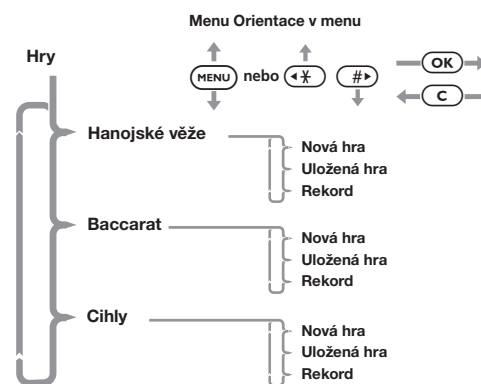 Menu Orientace v menu
Hry
MENU nebo ◂* #▸
OK
C
Hanojské věže
Nová hra
Uložená hra
Rekord
Baccarat
Nová hra
Uložená hra
Rekord
Cihly
Nová hra
Uložená hra
Rekord